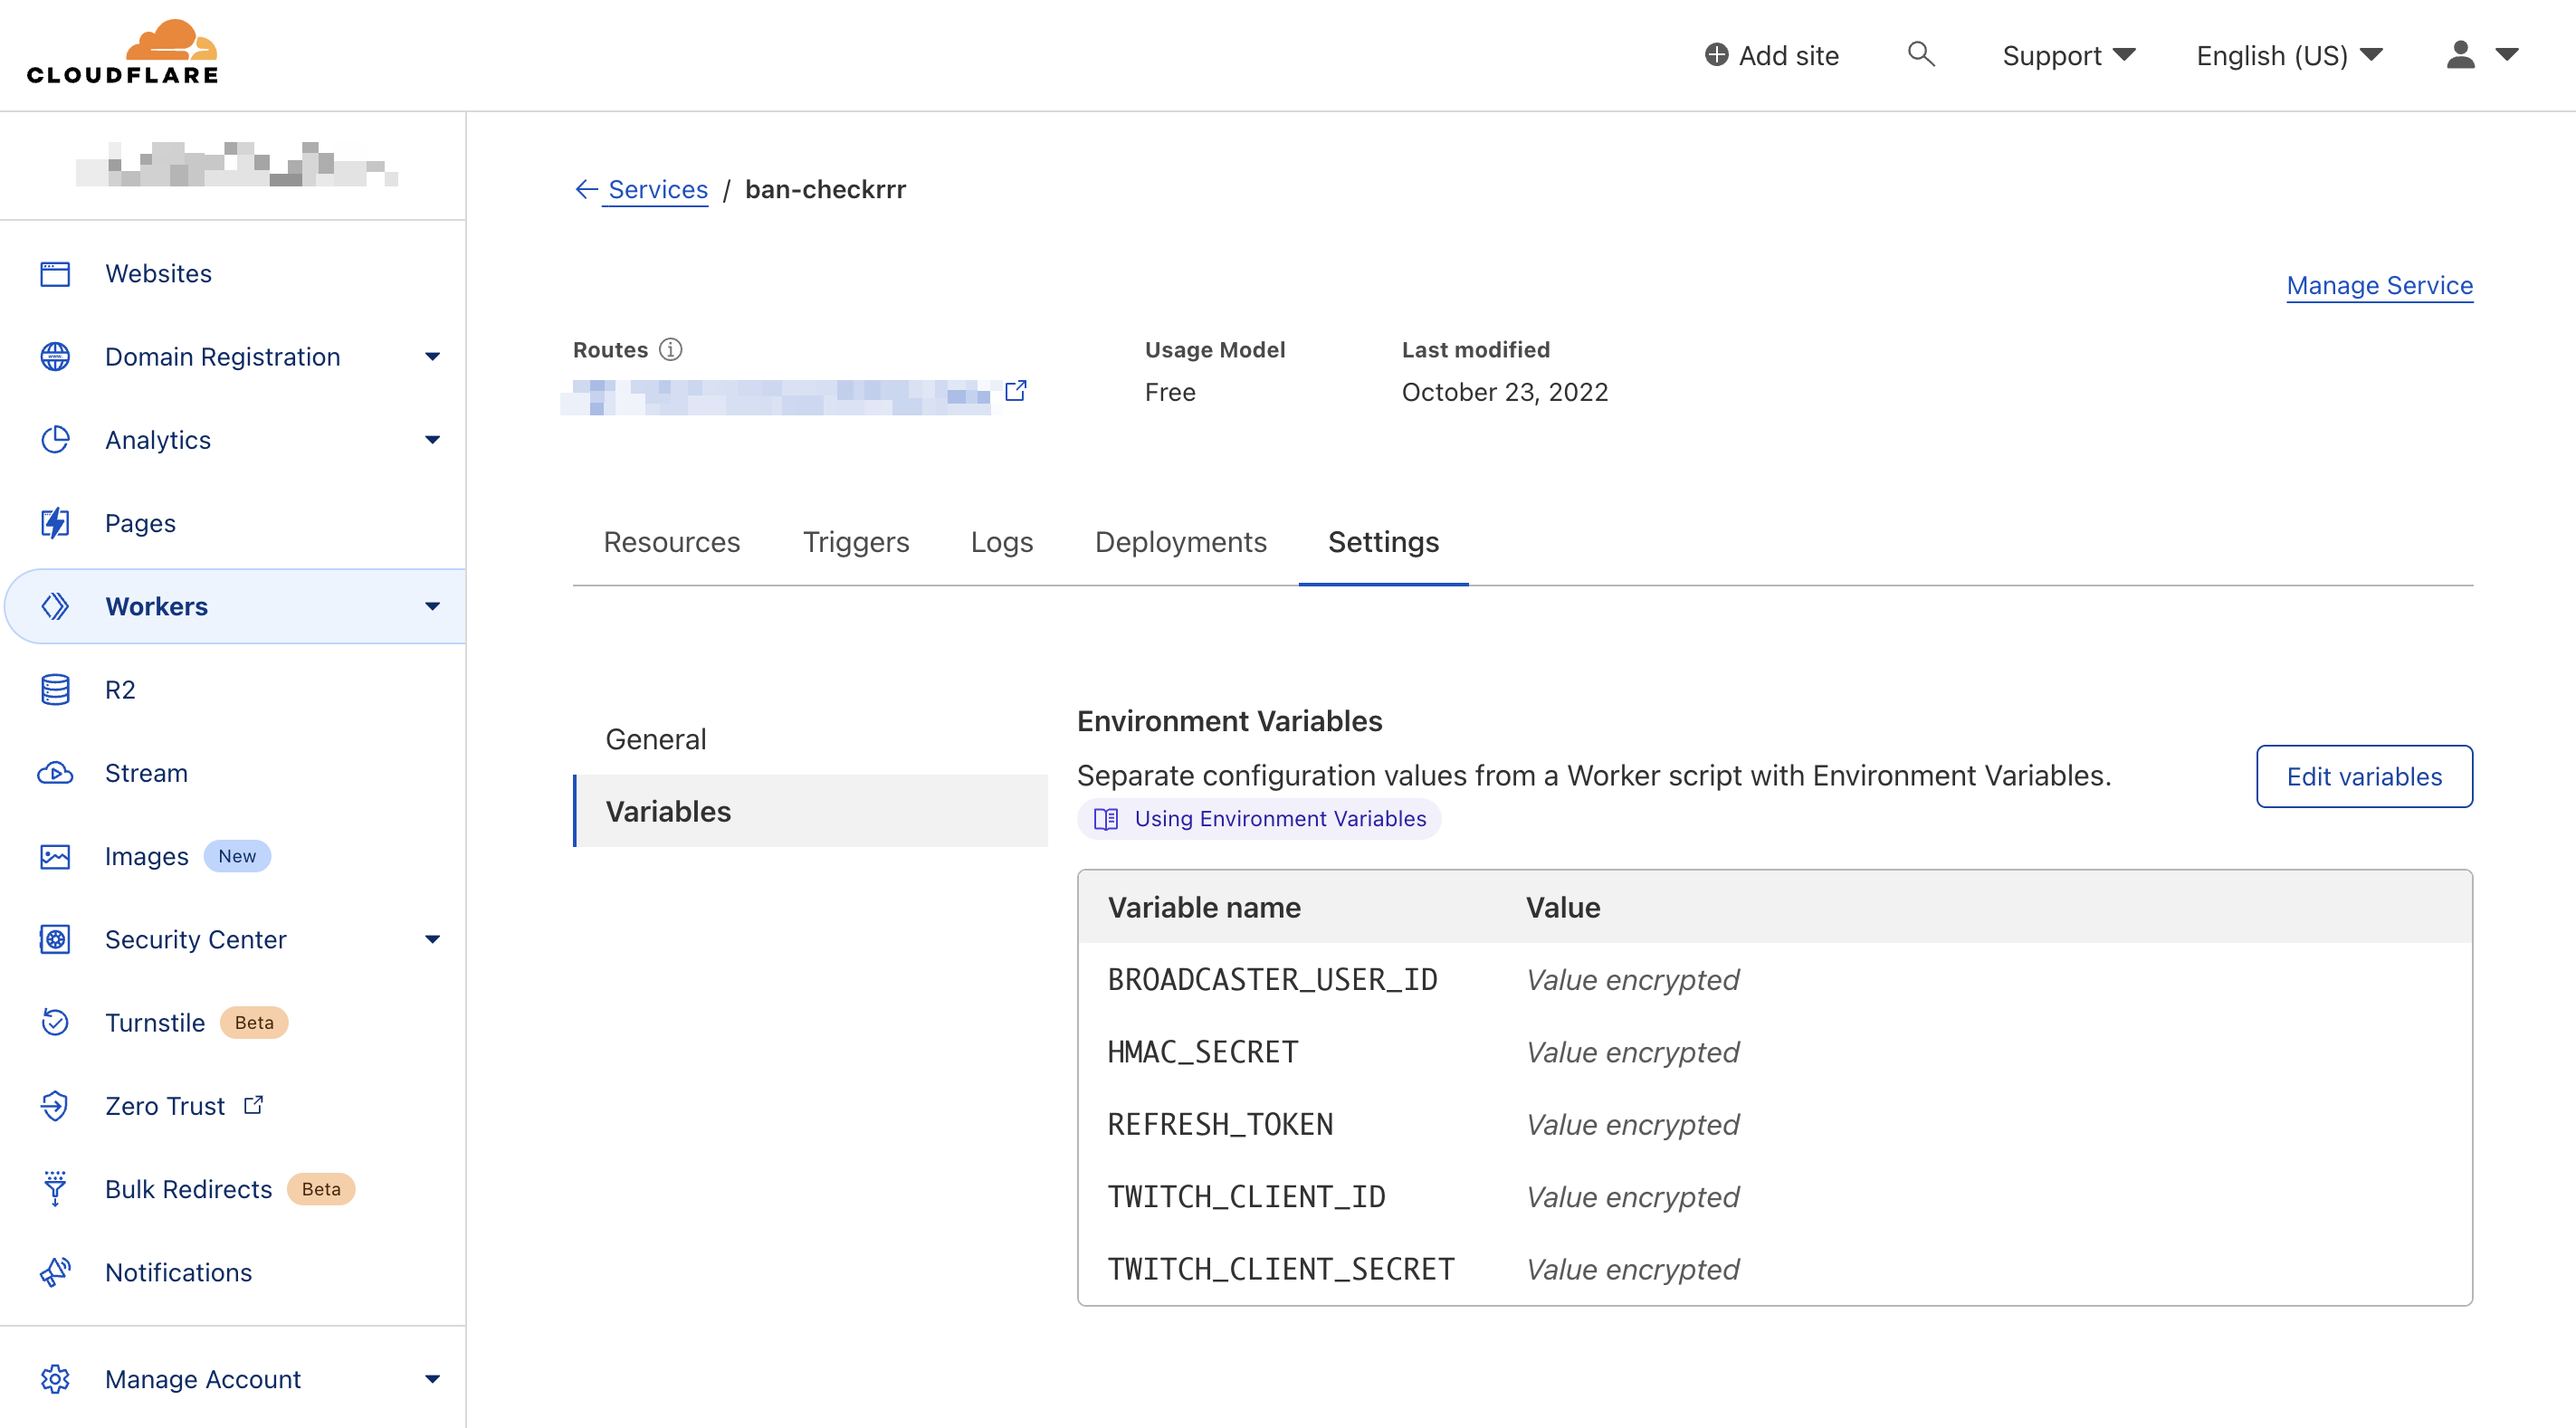 CLOUDFLARE
Add site
Support
English (US)
Websites
Domain Registration
Analytics
Pages
Workers
R2
Stream
Images New
Security Center
Turnstile Beta
Zero Trust
Bulk Redirects Beta
Notifications
Manage Account
Services / ban-checkrrr
Manage Service
Routes
Usage Model
Last modified
Free
October 23, 2022
Resources
Triggers
Logs
Deployments
Settings
General
Variables
Environment Variables
Separate configuration values from a Worker script with Environment Variables.
Using Environment Variables
Edit variables
Variable name Value
BROADCASTER_USER_ID Value encrypted
HMAC_SECRET Value encrypted
REFRESH_TOKEN Value encrypted
TWITCH_CLIENT_ID Value encrypted
TWITCH_CLIENT_SECRET Value encrypted